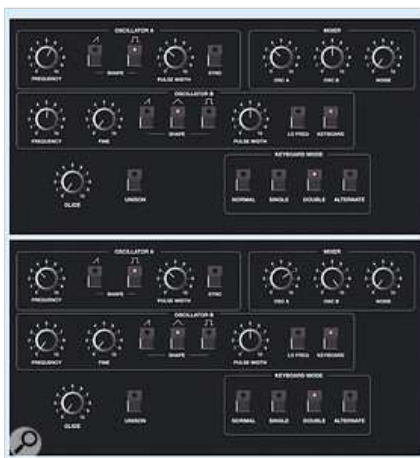 OSCILLATOR A MIXER
FREQUENCY SHAPE PULSE WIDTH SYNC OSC A OSC B NOISE
OSCILLATOR B
FREQUENCY FINE SHAPE PULSE WIDTH LO FREQ KEYBOARD
KEYBOARD MODE
GLIDE UNISON NORMAL SINGLE DOUBLE ALTERNATE
OSCILLATOR A MIXER
FREQUENCY SHAPE PULSE WIDTH SYNC OSC A OSC B NOISE
OSCILLATOR B
FREQUENCY FINE SHAPE PULSE WIDTH LO FREQ KEYBOARD
KEYBOARD MODE
GLIDE UNISON NORMAL SINGLE DOUBLE ALTERNATE